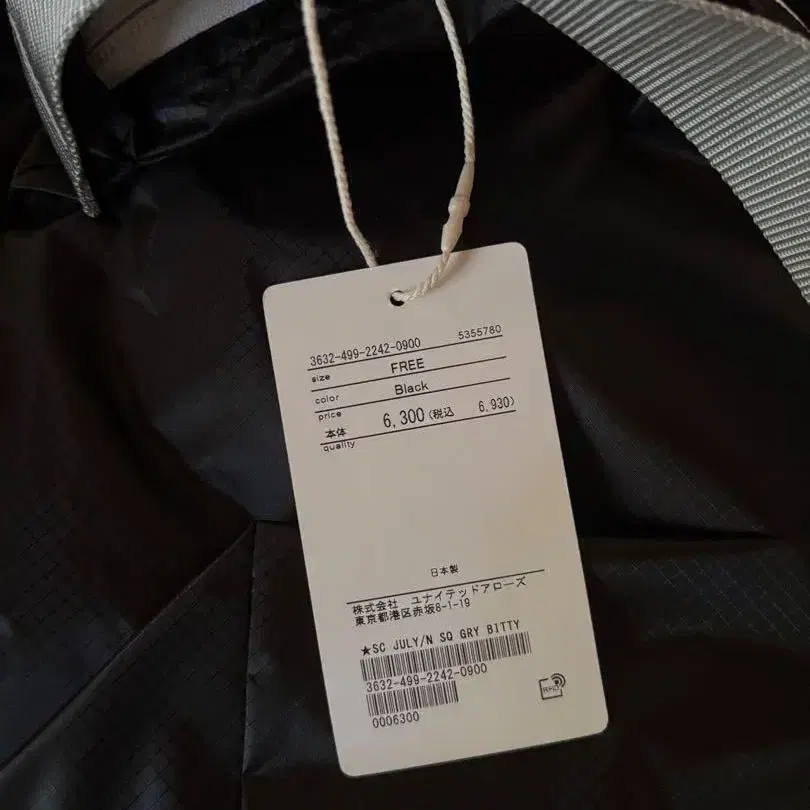 3632-499-2242-0900 5355780
size FREE
color Black
price
本体 6,300(税込 6,930)
quality
日本製
株式会社 ユナイテッドアローズ
東京都港区赤坂8-1-19
★SC JULY/N SQ GRY BITTY
3632-499-2242-0900
0006300
RFID